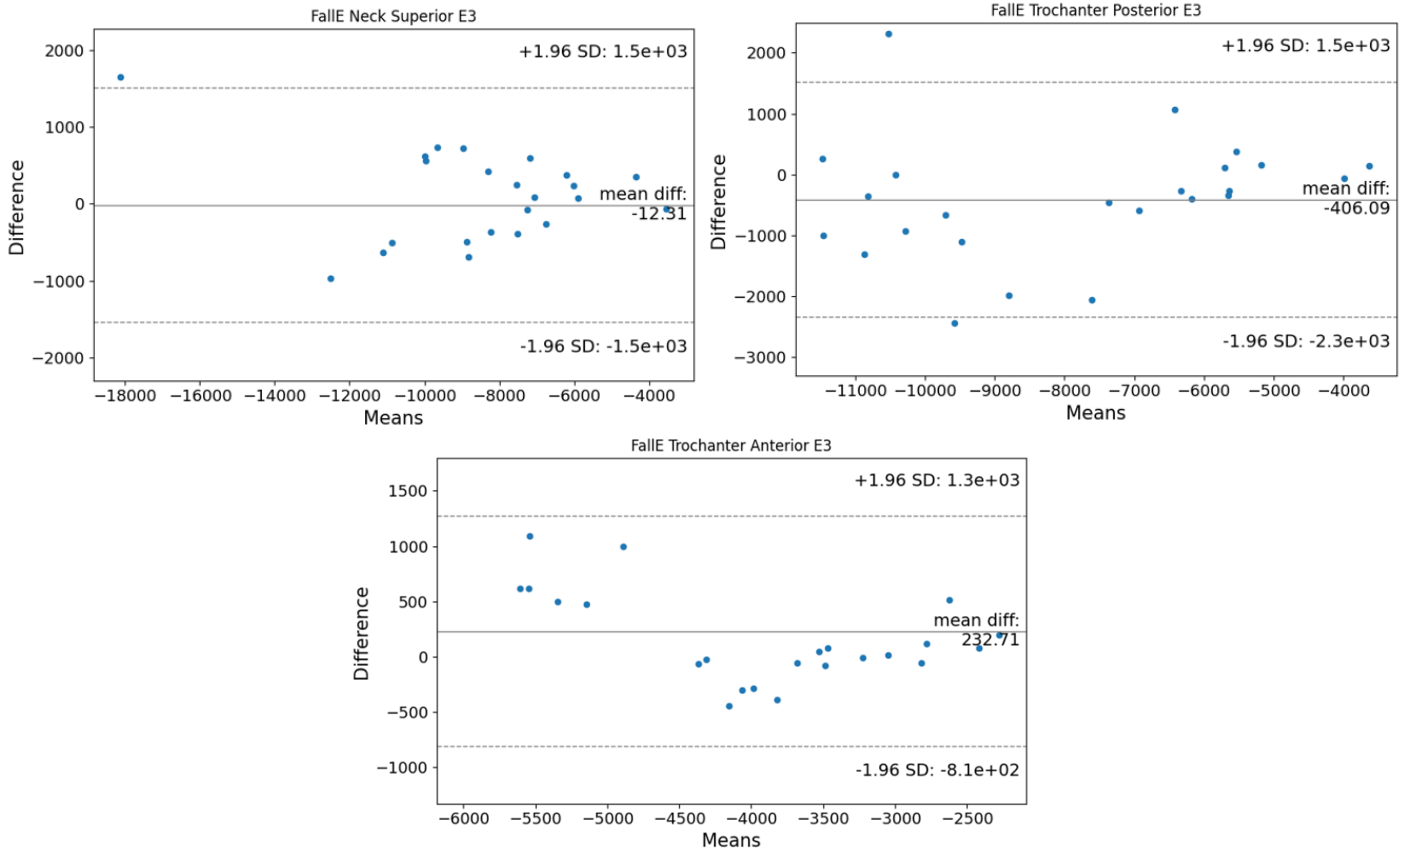 FallE Neck Superior E3
2000
1000
0
−1000
−2000
Difference
+1.96 SD: 1.5e+03
mean diff:
-12.31
-1.96 SD: -1.5e+03
−18000 −16000 −14000 −12000 −10000 −8000 −6000 −4000
Means
FallE Trochanter Posterior E3
2000
1000
0
−1000
−2000
−3000
Difference
+1.96 SD: 1.5e+03
mean diff:
-406.09
-1.96 SD: -2.3e+03
−11000 −10000 −9000 −8000 −7000 −6000 −5000 −4000
Means
FallE Trochanter Anterior E3
1500
1000
500
0
−500
−1000
Difference
+1.96 SD: 1.3e+03
mean diff:
232.71
-1.96 SD: -8.1e+02
−6000 −5500 −5000 −4500 −4000 −3500 −3000 −2500
Means